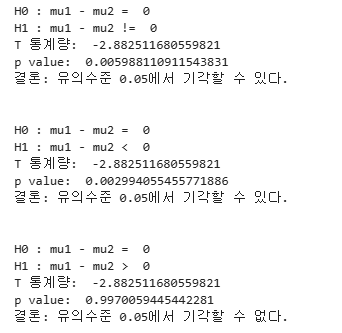 H0 : mu1 - mu2 =  0
H1 : mu1 - mu2 !=  0
T 통계량:  -2.882511680559821
p value:  0.005988110911543831
결론: 유의수준 0.05에서 기각할 수 있다.
H0 : mu1 - mu2 =  0
H1 : mu1 - mu2 <  0
T 통계량:  -2.882511680559821
p value:  0.002994055455771886
결론: 유의수준 0.05에서 기각할 수 있다.
H0 : mu1 - mu2 =  0
H1 : mu1 - mu2 >  0
T 통계량:  -2.882511680559821
p value:  0.9970059445442281
결론: 유의수준 0.05에서 기각할 수 없다.